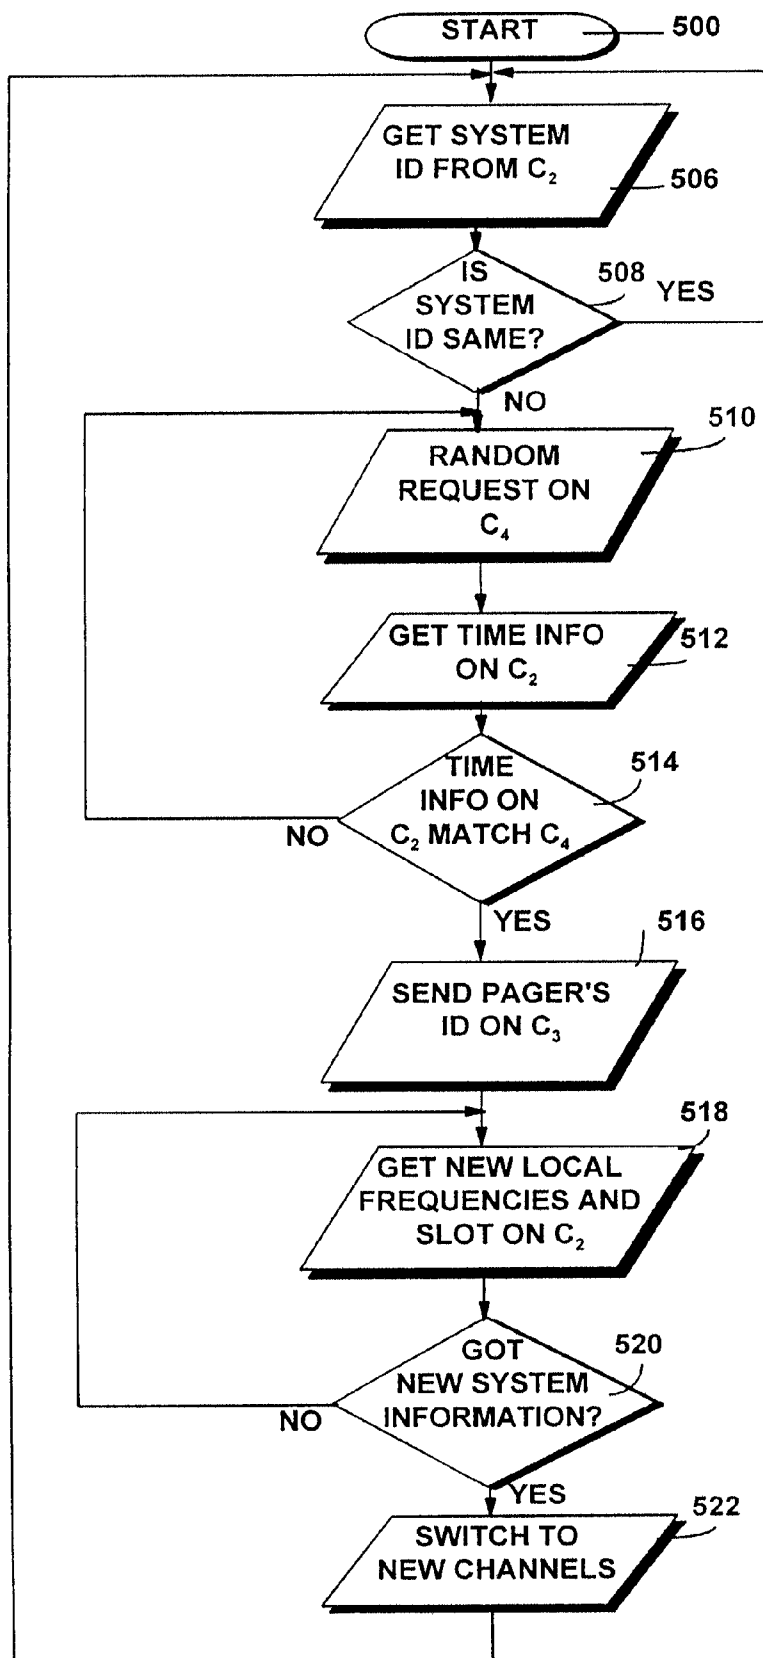 START
500
GET SYSTEM
ID FROM C₂
506
IS
SYSTEM
ID SAME?
508
YES
NO
RANDOM
REQUEST ON
C₄
510
GET TIME INFO
ON C₂
512
TIME
INFO ON
C₂ MATCH C₄
514
NO
YES
SEND PAGER'S
ID ON C₃
516
GET NEW LOCAL
FREQUENCIES AND
SLOT ON C₂
518
GOT
NEW SYSTEM
INFORMATION?
520
NO
YES
SWITCH TO
NEW CHANNELS
522